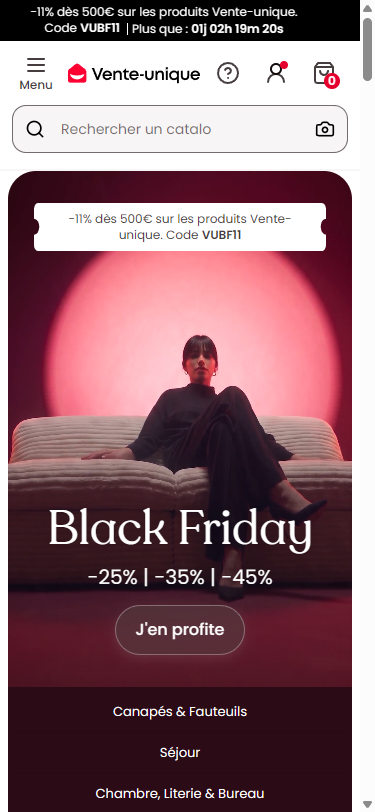 -11% dès 500€ sur les produits Vente-unique.
Code VUBF11 | Plus que : 01j 02h 19m 20s
Menu
Vente-unique
0
Rechercher un catalo
-11% dès 500€ sur les produits Vente-
unique. Code VUBF11
Black Friday
-25% | -35% | -45%
J'en profite
Canapés & Fauteuils
Séjour
Chambre, Literie & Bureau